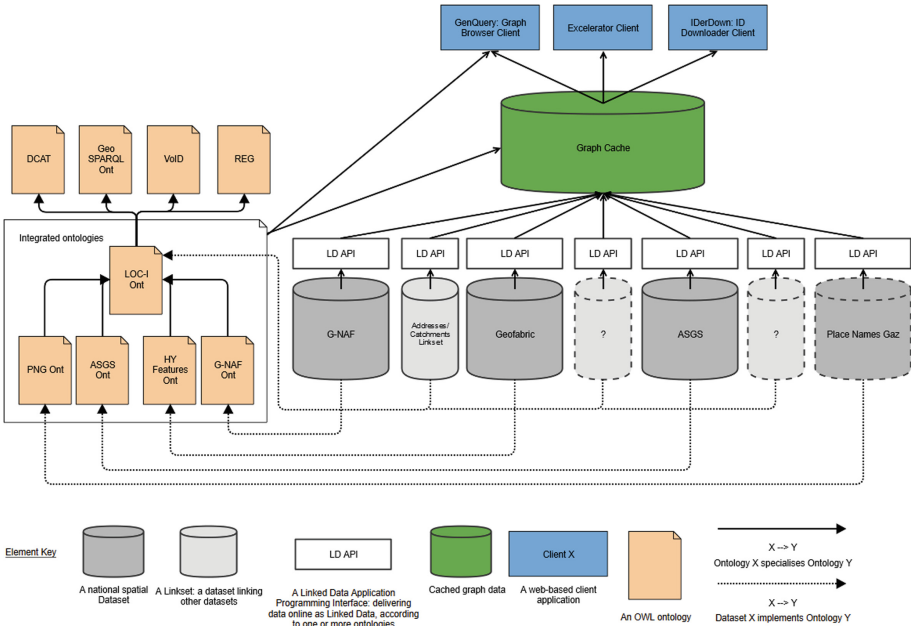 GenQuery: Graph
Browser Client
Excelerator Client
IDerDown: ID
Downloader Client
Graph Cache
DCAT
Geo
SPARQL
Ont
VoID
REG
Integrated ontologies
LOC-I
Ont
PNG Ont
ASGS
Ont
HY
Features
Ont
G-NAF
Ont
LD API
LD API
LD API
LD API
LD API
LD API
LD API
G-NAF
Addresses/
Catchments
Linkset
Geofabric
?
ASGS
?
Place Names Gaz
Element Key
A national spatial
Dataset
A Linkset: a dataset linking
other datasets
LD API
A Linked Data Application
Programming Interface: delivering
data online as Linked Data, according
to one or more ontologies
Cached graph data
Client X
A web-based client
application
An OWL ontology
X --> Y
Ontology X specialises Ontology Y
X --> Y
Dataset X implements Ontology Y